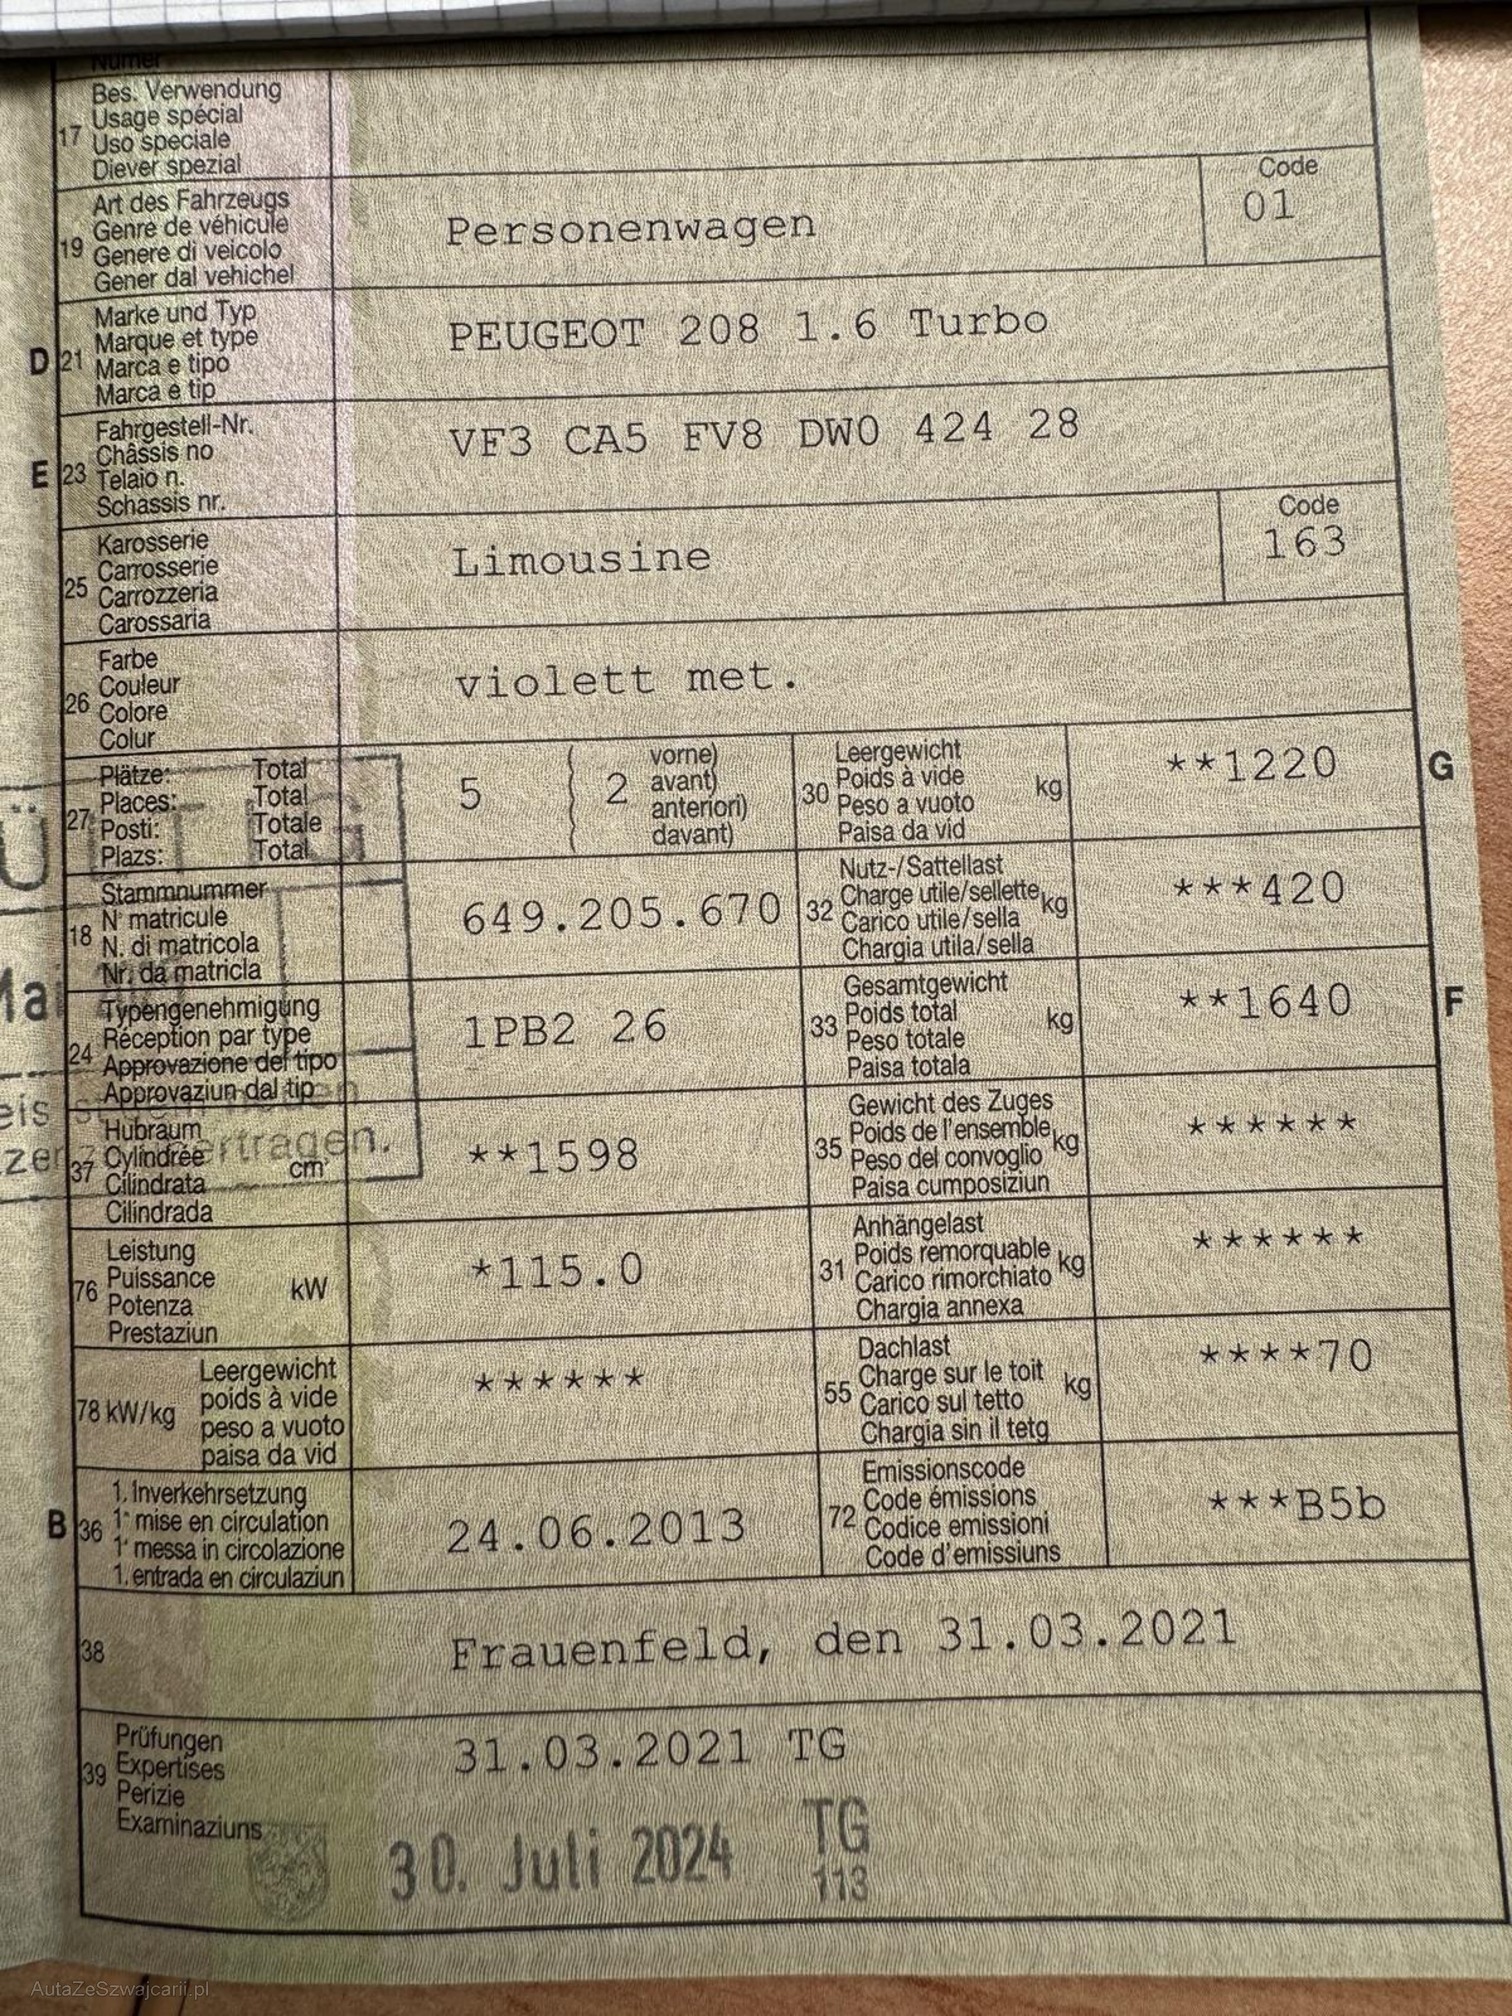 Numer
Bes. Verwendung
Usage spécial
17 Uso speciale
Diever spezial
Art des Fahrzeugs
Genre de véhicule
19 Genere di veicolo
Gener dal vehichel
Personenwagen
Code
01
Marke und Typ
Marque et type
D 21 Marca e tipo
Marca e tip
PEUGEOT 208 1.6 Turbo
Fahrgestell-Nr.
Châssis no
E 23 Telaio n.
Schassis nr.
VF3 CA5 FV8 DW0 424 28
Karosserie
Carrosserie
25 Carrozzeria
Carossaria
Limousine
Code
163
Farbe
Couleur
26 Colore
Colur
violett met.
Plätze: Total
Places: Total
27 Posti: Totale
Plazs: Total
5 ( 2 vorne)
avant)
anteriori)
davant)
Leergewicht
30 Poids à vide kg
Peso a vuoto
Paisa da vid
**1220 G
Stammnummer
N° matricule
18 N. di matricola
Nr. da matricla
649.205.670
Nutz-/Sattellast
32 Charge utile/sellette kg
Carico utile/sella
Chargia utila/sella
***420
Typengenehmigung
Réception par type
24 Approvazione del tipo
Approvaziun dal tip
1PB2 26
Gesamtgewicht
Poids total
33 Peso totale kg
Paisa totala
**1640 F
Hubraum
37 Cylindrée cm³
Cilindrata
Cilindrada
**1598
ertragen.
Gewicht des Zuges
35 Poids de l'ensemble kg
Peso del convoglio
Paisa cumposiziun
******
Leistung
76 Puissance kW
Potenza
Prestaziun
*115.0
Anhängelast
31 Poids remorquable kg
Carico rimorchiato
Chargia annexa
******
78 kW/kg Leergewicht
poids à vide
peso a vuoto
paisa da vid
******
Dachlast
55 Charge sur le toit kg
Carico sul tetto
Chargia sin il tetg
****70
1. Inverkehrsetzung
B 36 1ʳᵉ mise en circulation
1ᵃ messa in circolazione
1. entrada en circulaziun
24.06.2013
Emissionscode
72 Code émissions
Codice emissioni
Code d'emissiuns
***B5b
38 Frauenfeld, den 31.03.2021
Prüfungen
39 Expertises
Perizie
Examinaziuns
31.03.2021 TG
30. Juli 2024 TG
113
AutaZeSzwajcarii.pl